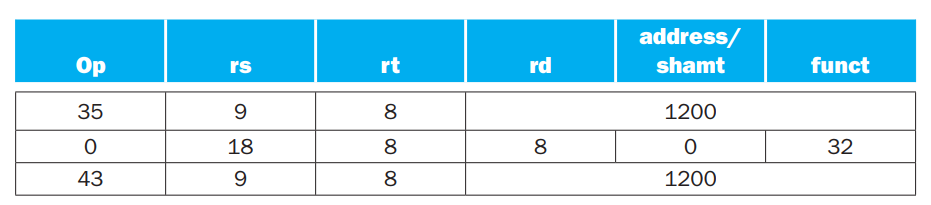 Op rs rt rd address/ shamt funct
35 9 8 1200
0 18 8 8 0 32
43 9 8 1200